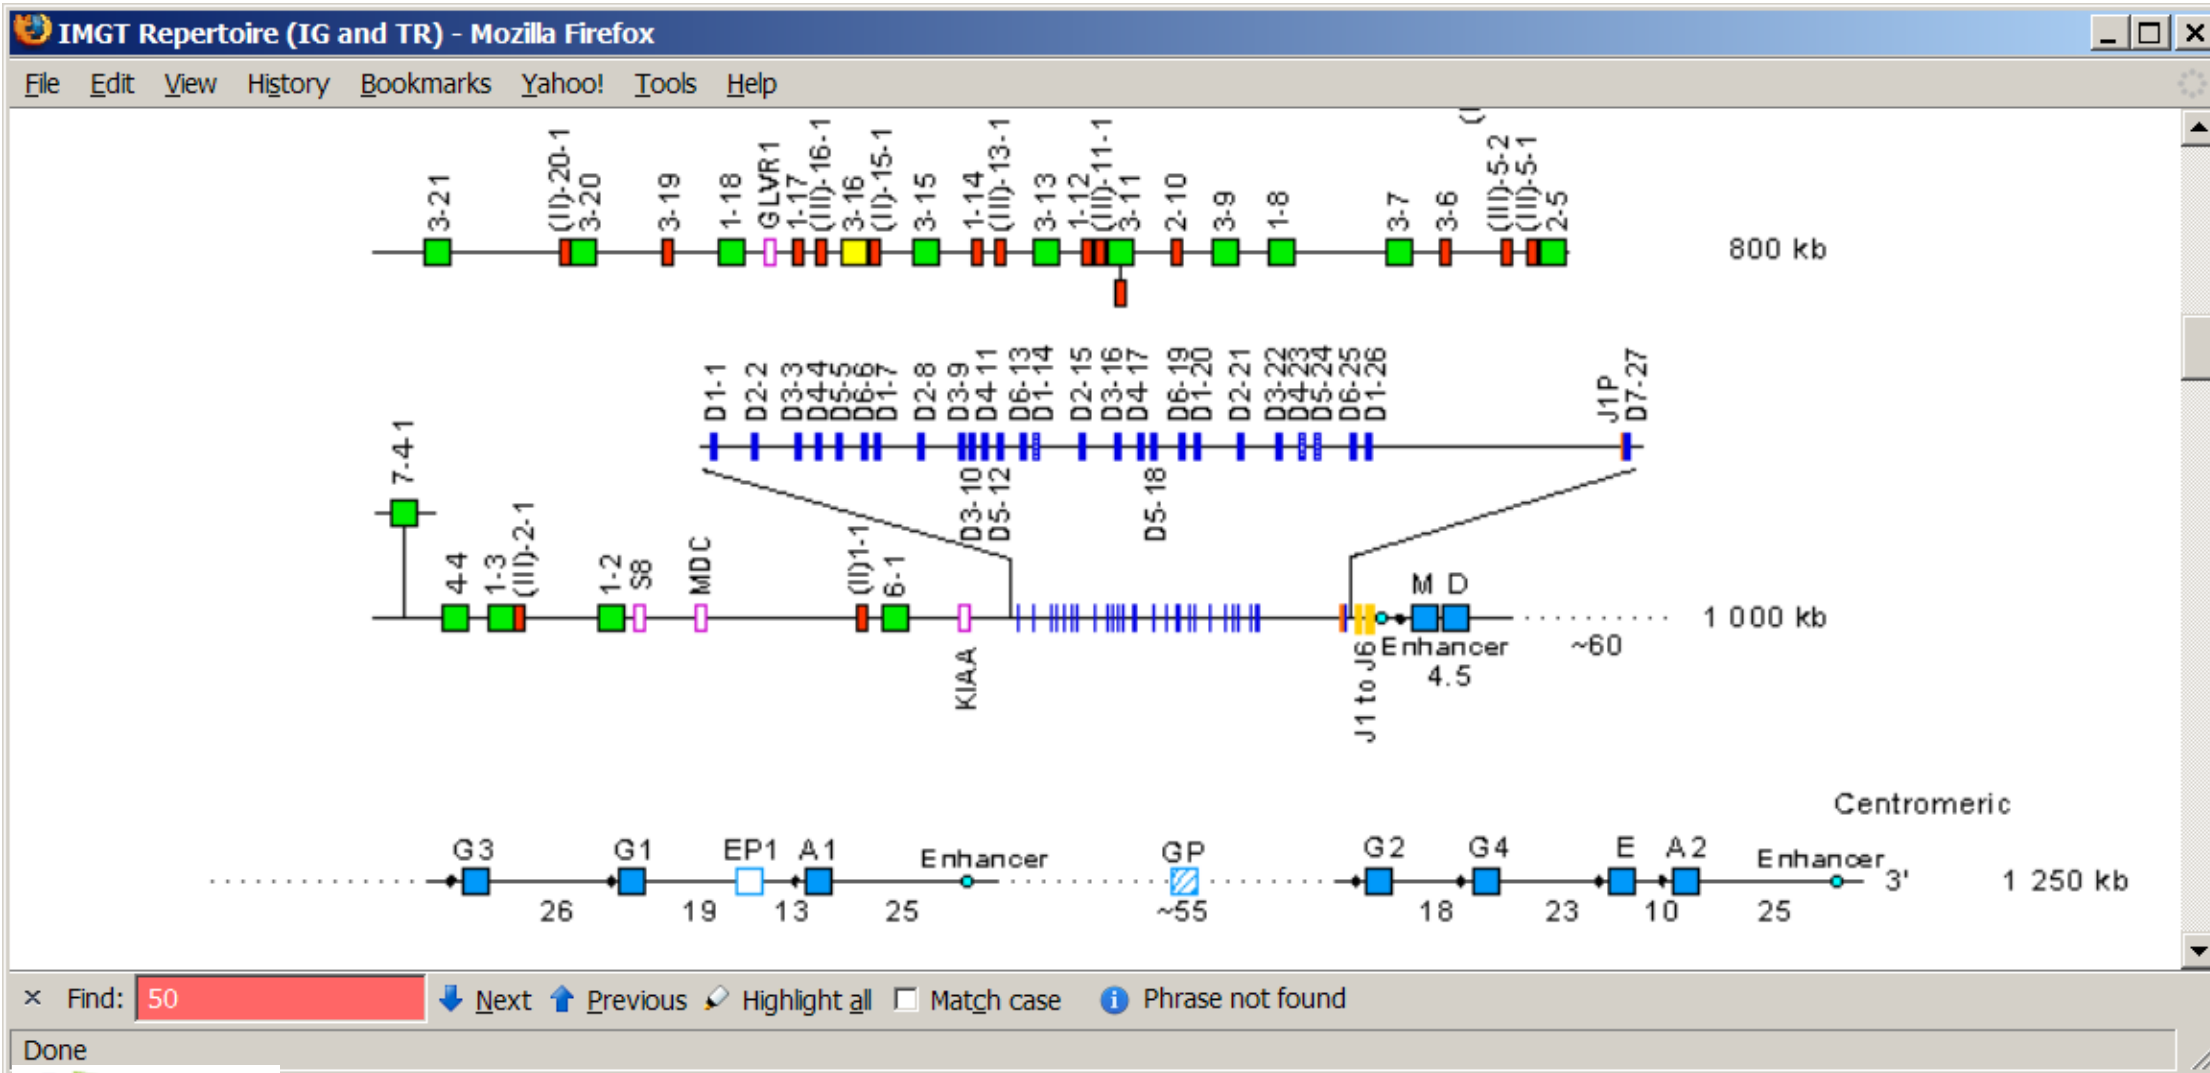 IMGT Repertoire (IG and TR) - Mozilla Firefox
File Edit View History Bookmarks Yahoo! Tools Help
3-21 (II)-20-1 3-20 3-19 1-18 GLVR1 1-17 (III)-16-1 3-16 (II)-15-1 3-15 1-14 (III)-13-1 3-13 1-12 (III)-11-1 3-11 2-10 3-9 1-8 3-7 3-6 (III)-5-2 (III)-5-1 2-5
800 kb
D1-1 D2-2 D3-3 D4-4 D5-5 D6-6 D1-7 D2-8 D3-9 D4-11 D6-13 D1-14 D2-15 D3-16 D4-17 D6-19 D1-20 D2-21 D3-22 D4-23 D5-24 D6-25 D1-26 J1P D7-27
D3-10 D5-12 D5-18
7-4-1
4-4 1-3 (III)-2-1 1-2 S8 MDC (II)1-1 6-1 M D
1 000 kb
KIAA J1 to J6 Enhancer ~60
4.5
Centromeric
G3 G1 EP1 A1 Enhancer GP G2 G4 E A2 Enhancer
3' 1 250 kb
26 19 13 25 ~55 18 23 10 25
× Find: 50 Next Previous Highlight all Match case Phrase not found
Done